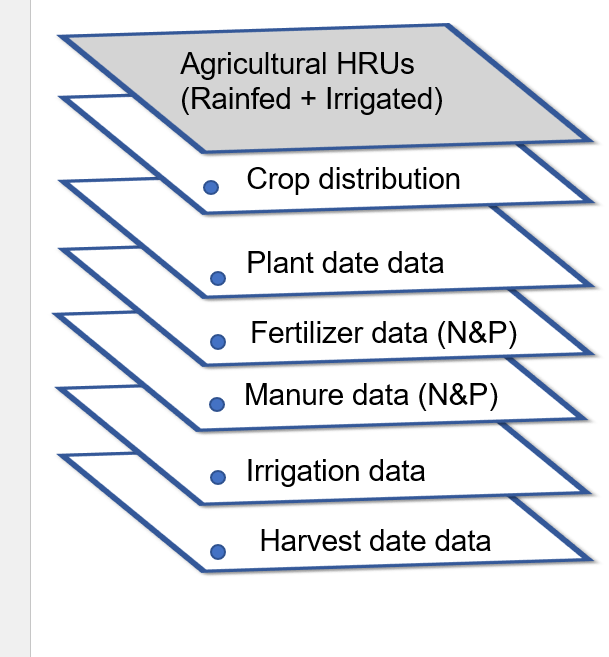 Agricultural HRUs
(Rainfed + Irrigated)
Crop distribution
Plant date data
Fertilizer data (N&P)
Manure data (N&P)
Irrigation data
Harvest date data